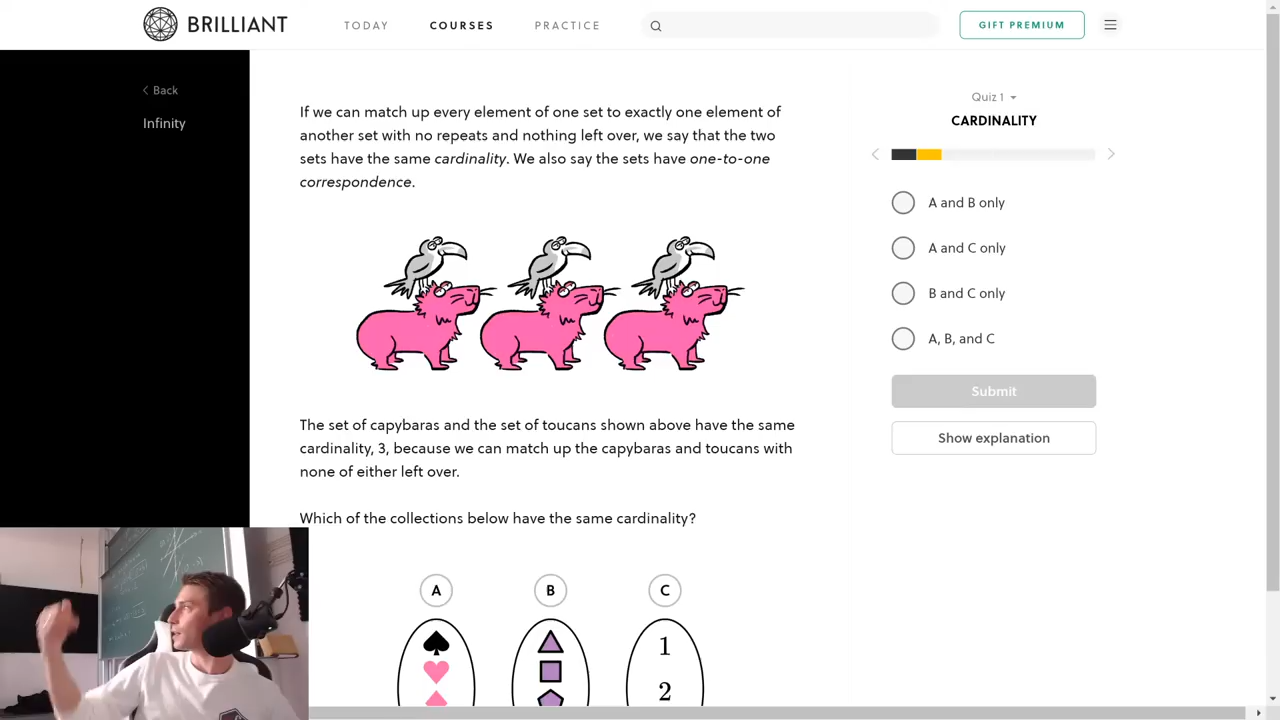 BRILLIANT
TODAY
COURSES
PRACTICE
GIFT PREMIUM
Back
Infinity
If we can match up every element of one set to exactly one element of
another set with no repeats and nothing left over, we say that the two
sets have the same cardinality. We also say the sets have one-to-one
correspondence.
The set of capybaras and the set of toucans shown above have the same
cardinality, 3, because we can match up the capybaras and toucans with
none of either left over.
Which of the collections below have the same cardinality?
A
B
C
1
2
Quiz 1
CARDINALITY
A and B only
A and C only
B and C only
A, B, and C
Submit
Show explanation